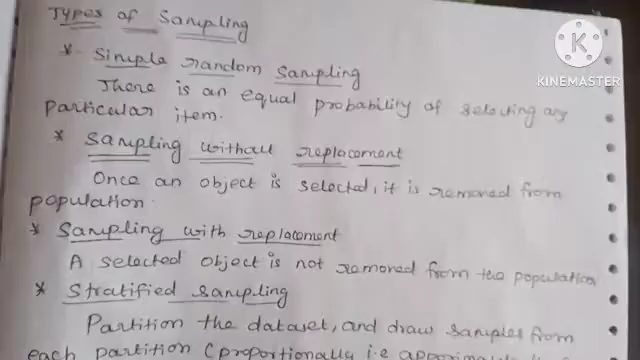 Types of Sampling
* Simple random Sampling
There is an equal probability of selecting any
particular item.
* Sampling without replacement
Once an object is selected, it is removed from
population.
* Sampling with replacement
A selected object is not removed from the population
* Stratified sampling
Partition the dataset, and draw samples from
each partition (proportionally i.e
K
KINEMASTER